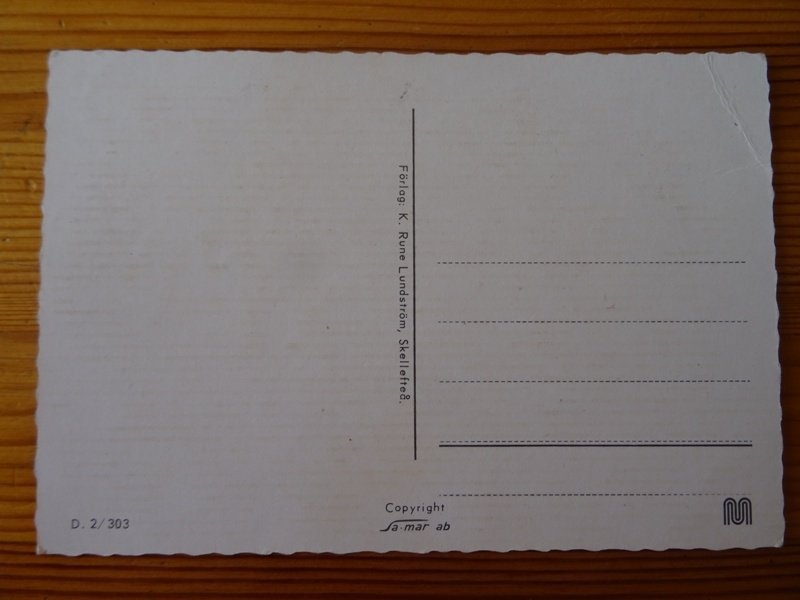 Förlag: K. Rune Lundström, Skellefteå.
D. 2/303
Copyright
Sa-mar ab